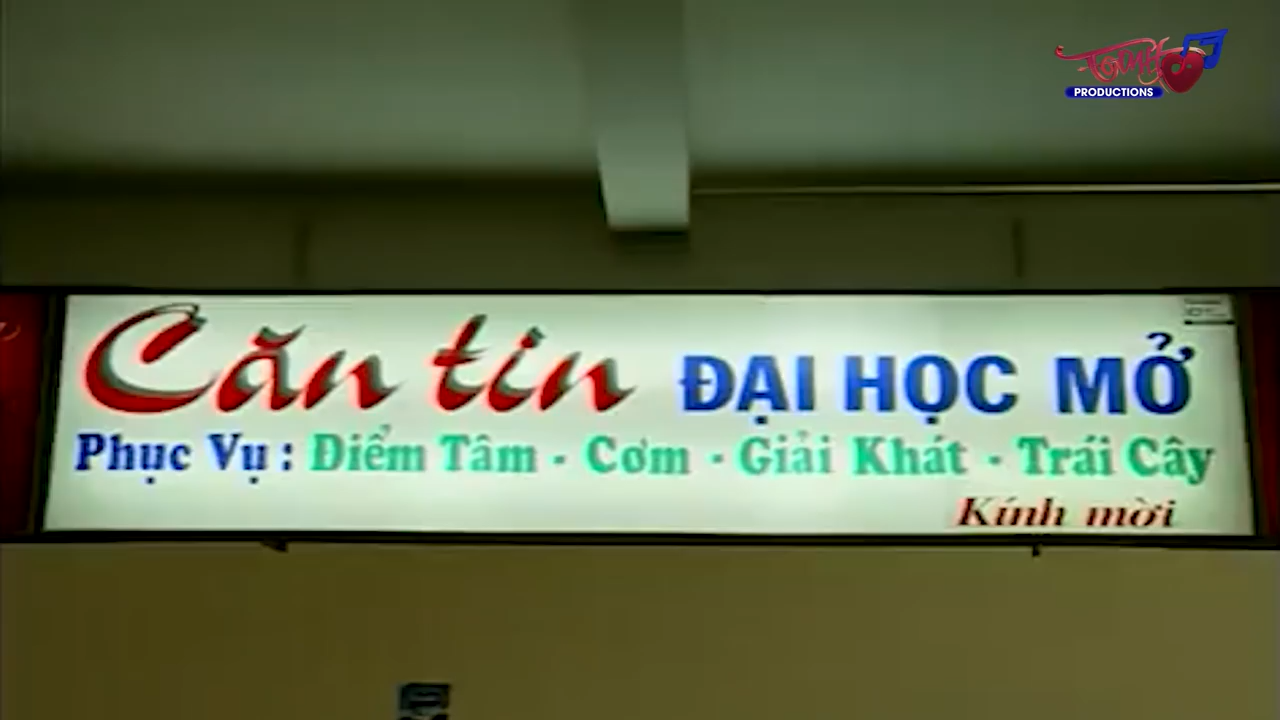 PRODUCTIONS
Căn tin ĐẠI HỌC MỞ
Phục Vụ : Điểm Tâm - Cơm - Giải Khát - Trái Cây
Kính mời